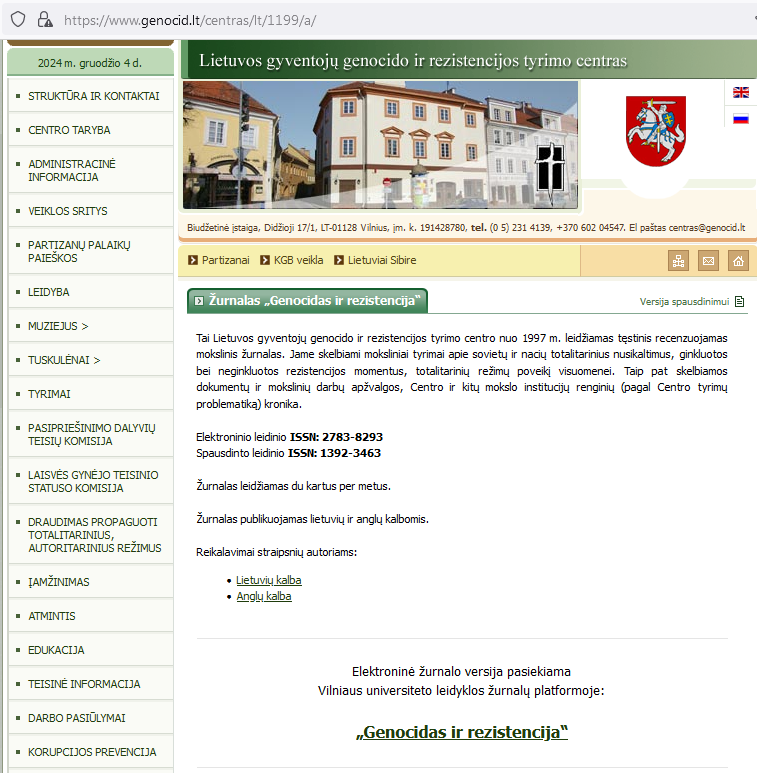 https://www.genocid.lt/centras/lt/1199/a/
2024 m. gruodžio 4 d.
STRUKTŪRA IR KONTAKTAI
CENTRO TARYBA
ADMINISTRACINĖ
INFORMACIJA
VEIKLOS SRITYS
PARTIZANŲ PALAIKŲ
PAIEŠKOS
LEIDYBA
MUZIEJUS >
TUSKULĖNAI >
TYRIMAI
PASIPRIEŠINIMO DALYVIŲ
TEISIŲ KOMISIJA
LAISVĖS GYNĖJO TEISINIO
STATUSO KOMISIJA
DRAUDIMAS PROPAGUOTI
TOTALITARINIUS,
AUTORITARINIUS REŽIMUS
ĮAMŽINIMAS
ATMINTIS
EDUKACIJA
TEISINĖ INFORMACIJA
DARBO PASIŪLYMAI
KORUPCIJOS PREVENCIJA
Lietuvos gyventojų genocido ir rezistencijos tyrimo centras
Biudžetinė įstaiga, Didžioji 17/1, LT-01128 Vilnius, įm. k. 191428780, tel. (0 5) 231 4139, +370 602 04547. El paštas centras@genocid.lt
Partizanai KGB veikla Lietuviai Sibire
Žurnalas „Genocidas ir rezistencija“
Versija spausdinimui
Tai Lietuvos gyventojų genocido ir rezistencijos tyrimo centro nuo 1997 m. leidžiamas tęstinis recenzuojamas
mokslinis žurnalas. Jame skelbiami moksliniai tyrimai apie sovietų ir nacių totalitarinius nusikaltimus, ginkluotos
bei neginkluotos rezistencijos momentus, totalitarinių režimų poveikį visuomenei. Taip pat skelbiamos
dokumentų ir mokslinių darbų apžvalgos, Centro ir kitų mokslo institucijų renginių (pagal Centro tyrimų
problematiką) kronika.
Elektroninio leidinio ISSN: 2783-8293
Spausdinto leidinio ISSN: 1392-3463
Žurnalas leidžiamas du kartus per metus.
Žurnalas publikuojamas lietuvių ir anglų kalbomis.
Reikalavimai straipsnių autoriams:
Lietuvių kalba
Anglų kalba
Elektroninė žurnalo versija pasiekiama
Vilniaus universiteto leidyklos žurnalų platformoje:
„Genocidas ir rezistencija“